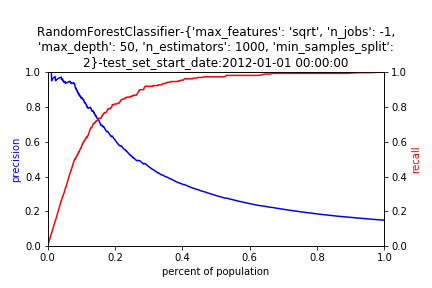 RandomForestClassifier-{'max_features': 'sqrt', 'n_jobs': -1,
'max_depth': 50, 'n_estimators': 1000, 'min_samples_split':
2}-test_set_start_date:2012-01-01 00:00:00
1.0
0.8
0.6
0.4
0.2
0.0
precision
1.0
0.8
0.6
0.4
0.2
0.0
recall
0.0 0.2 0.4 0.6 0.8 1.0
percent of population